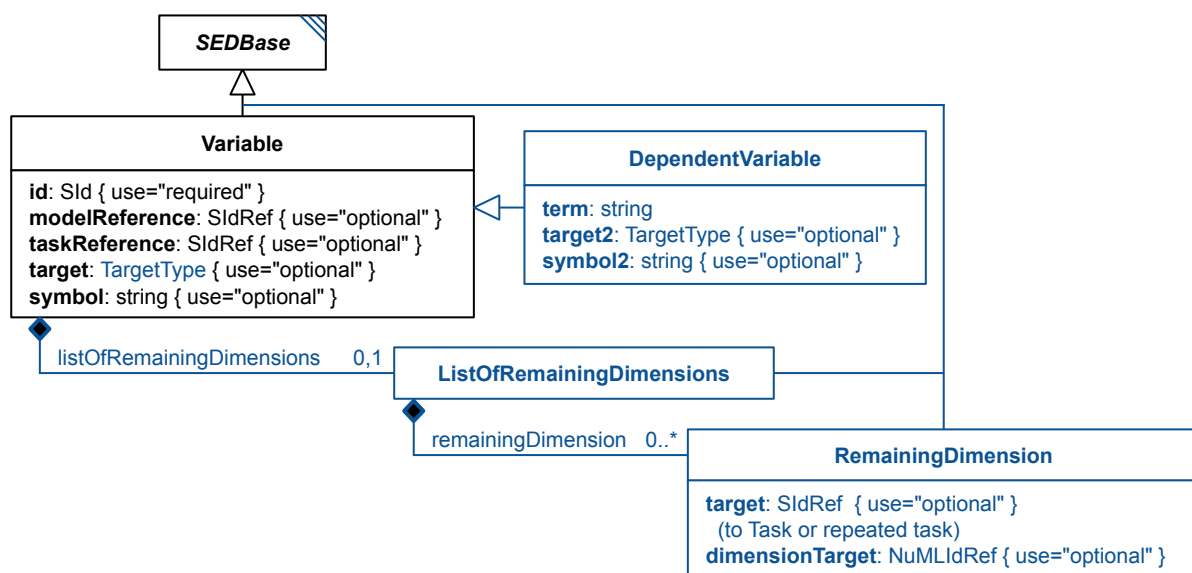 SEDBase
Variable
id: SId { use="required" }
modelReference: SIdRef { use="optional" }
taskReference: SIdRef { use="optional" }
target: TargetType { use="optional" }
symbol: string { use="optional" }
DependentVariable
term: string
target2: TargetType { use="optional" }
symbol2: string { use="optional" }
listOfRemainingDimensions 0,1
ListOfRemainingDimensions
remainingDimension 0..*
RemainingDimension
target: SIdRef { use="optional" }
(to Task or repeated task)
dimensionTarget: NuMLIdRef { use="optional" }